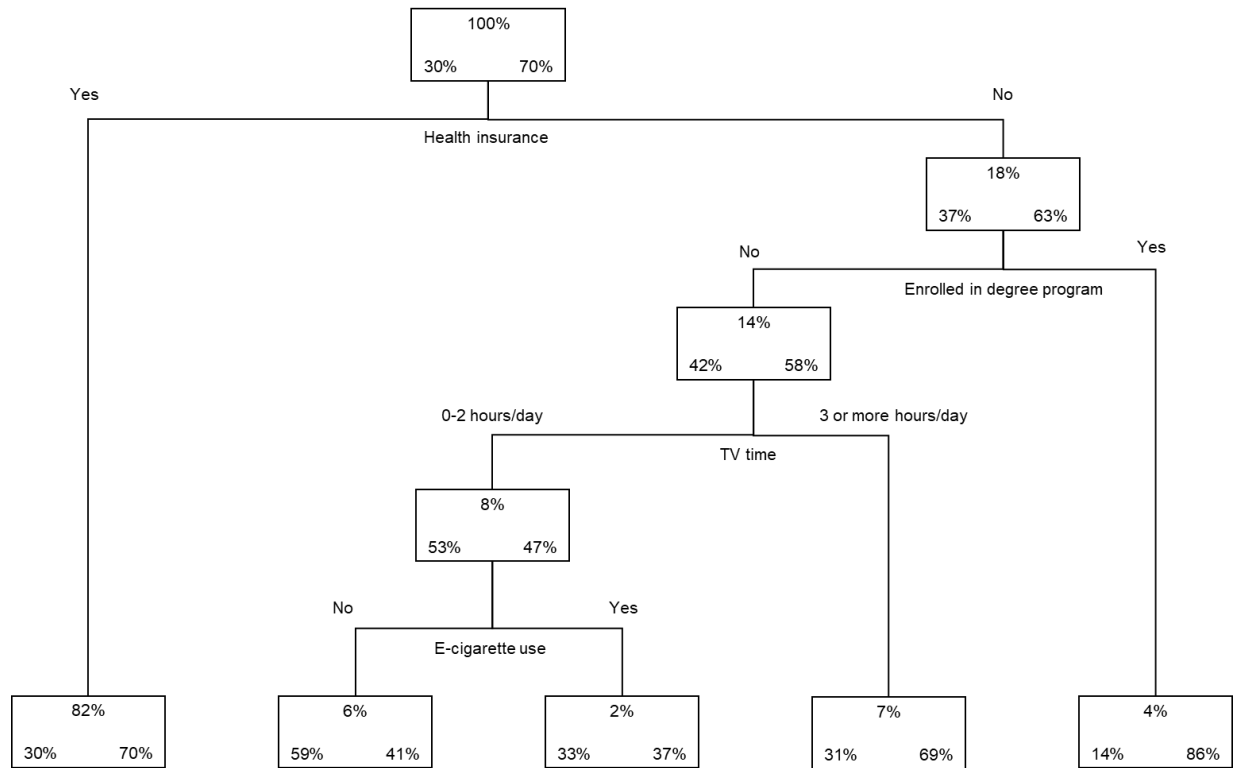 100%
30% 70%
Yes No
Health insurance
18%
37% 63%
No Yes
Enrolled in degree program
14%
42% 58%
0-2 hours/day 3 or more hours/day
TV time
8%
53% 47%
No Yes
E-cigarette use
82% 6% 2% 7% 4%
30% 70% 59% 41% 33% 37% 31% 69% 14% 86%